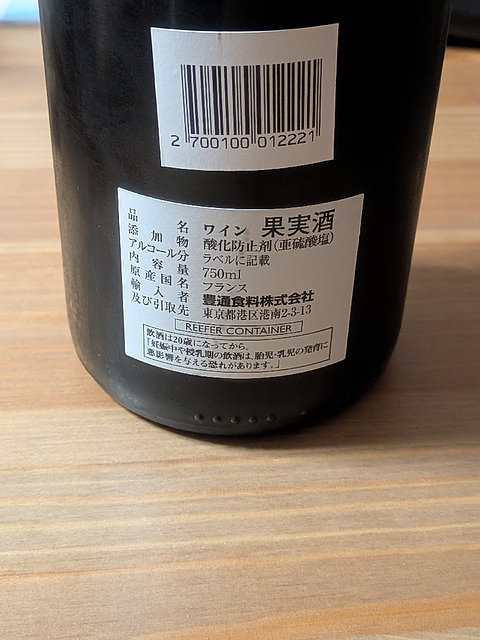 2 700100 012221
品名 ワイン 果実酒
添加物 酸化防止剤(亜硫酸塩)
アルコール分 ラベルに記載
内容量 750ml
原産国名 フランス
輸入者 豊通食料株式会社
及び引取先 東京都港区港南2-3-13
REEFER CONTAINER
飲酒は20歳になってから。
「妊娠中や授乳期の飲酒は、胎児・乳児の発育に
悪影響を与える恐れがあります。」